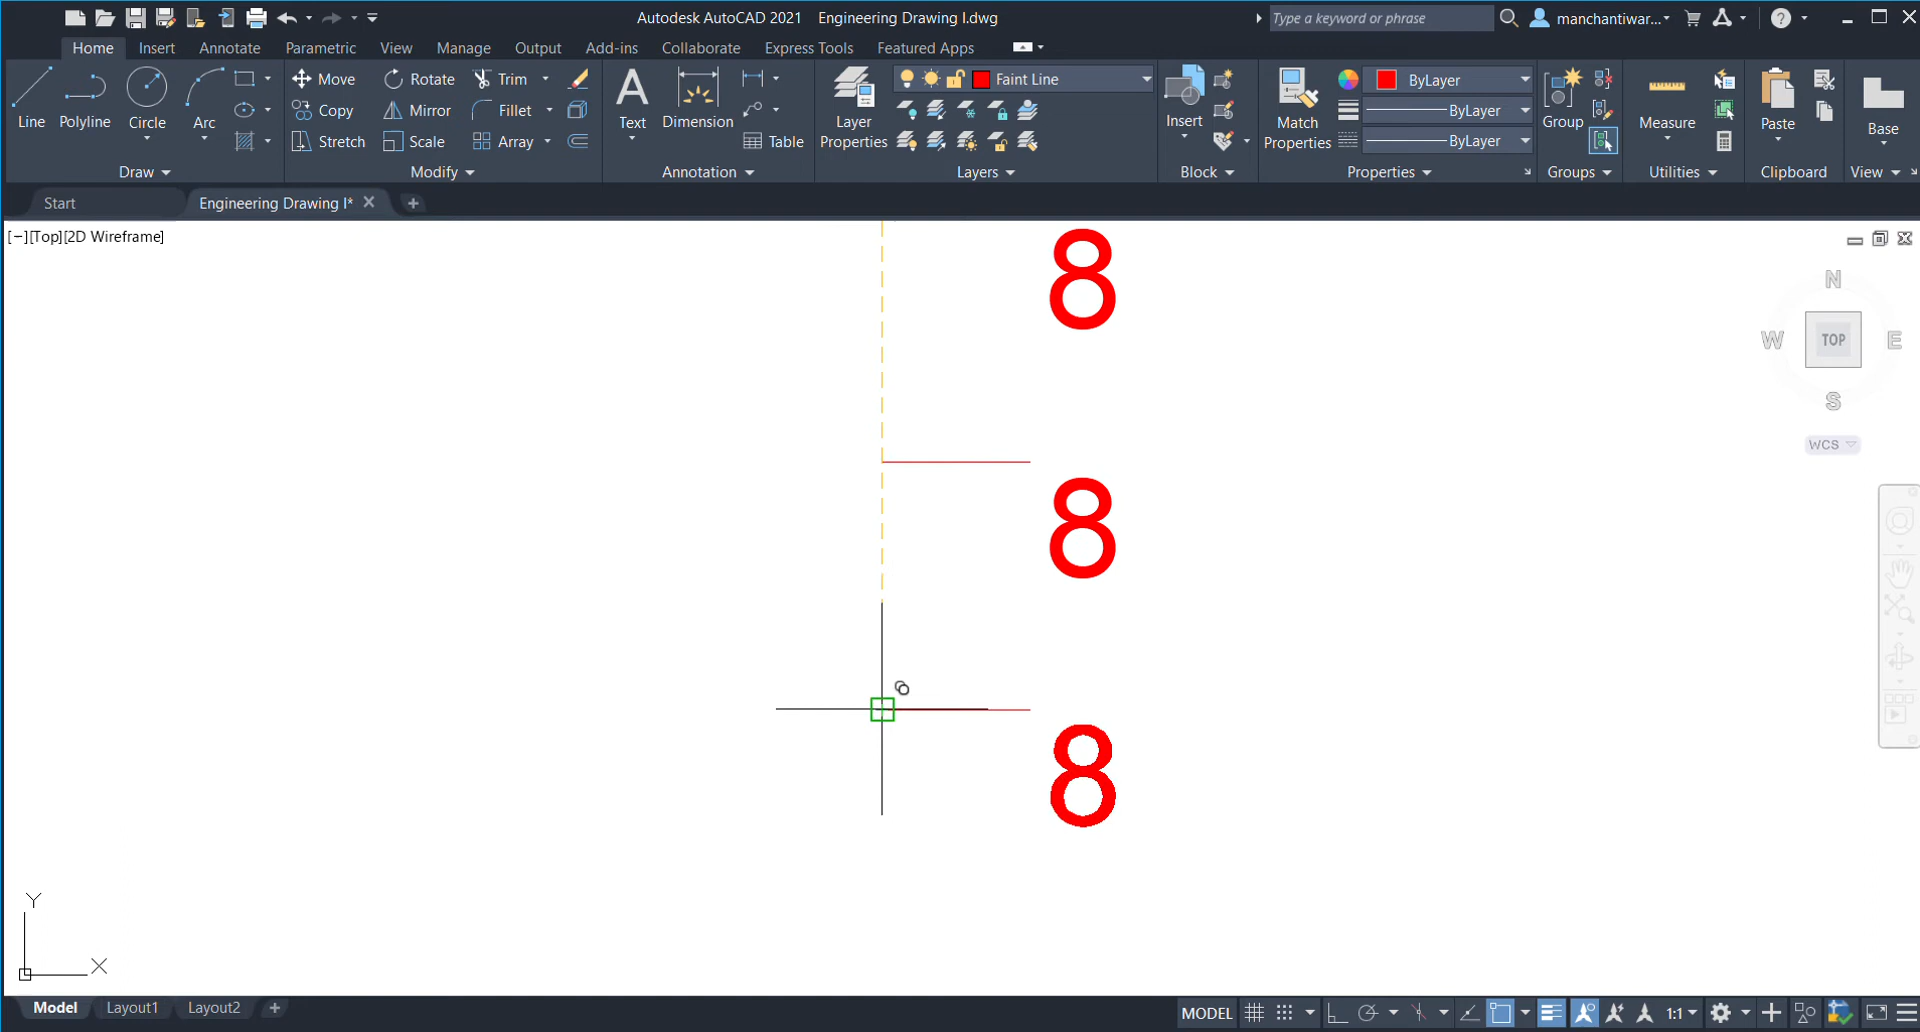 Autodesk AutoCAD 2021 Engineering Drawing I.dwg
Type a keyword or phrase
manchantiwar...
Home Insert Annotate Parametric View Manage Output Add-ins Collaborate Express Tools Featured Apps
Line Polyline Circle Arc
Move Rotate Trim
Copy Mirror Fillet
Stretch Scale Array
Text Dimension Table
Layer Properties
Faint Line
Insert
Match Properties
ByLayer
ByLayer
ByLayer
Group Measure Paste Base
Draw Modify Annotation Layers Block Properties Groups Utilities Clipboard View
Start Engineering Drawing I*
[−][Top][2D Wireframe]
8
N
W TOP E
S
WCS
8
8
Y
X
Model Layout1 Layout2
MODEL 1:1